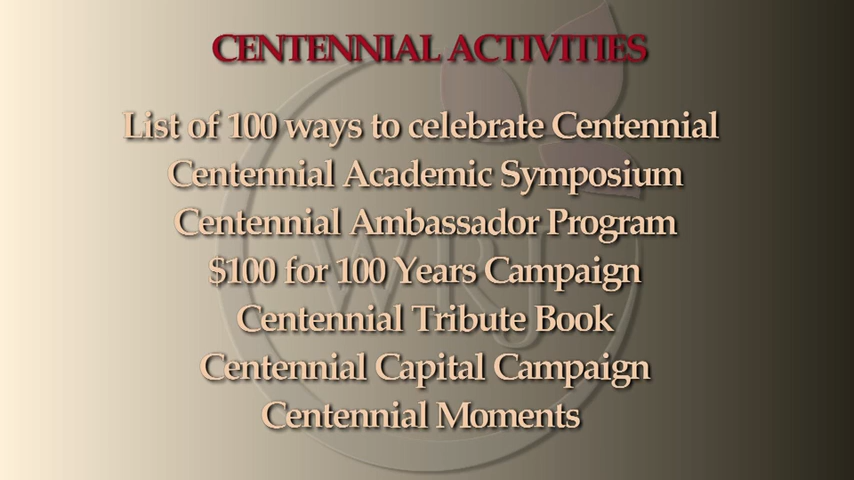 CENTENNIAL ACTIVITIES
List of 100 ways to celebrate Centennial
Centennial Academic Symposium
Centennial Ambassador Program
$100 for 100 Years Campaign
Centennial Tribute Book
Centennial Capital Campaign
Centennial Moments
WRJ